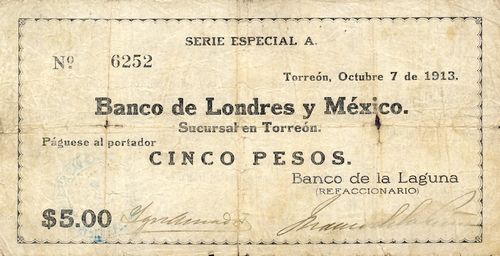 SERIE ESPECIAL A.
Nº 6252
Torreón, Octubre 7 de 1913.
Banco de Londres y México.
Sucursal en Torreón.
Páguese al portador
CINCO PESOS.
Banco de la Laguna
(REFACCIONARIO)
$5.00